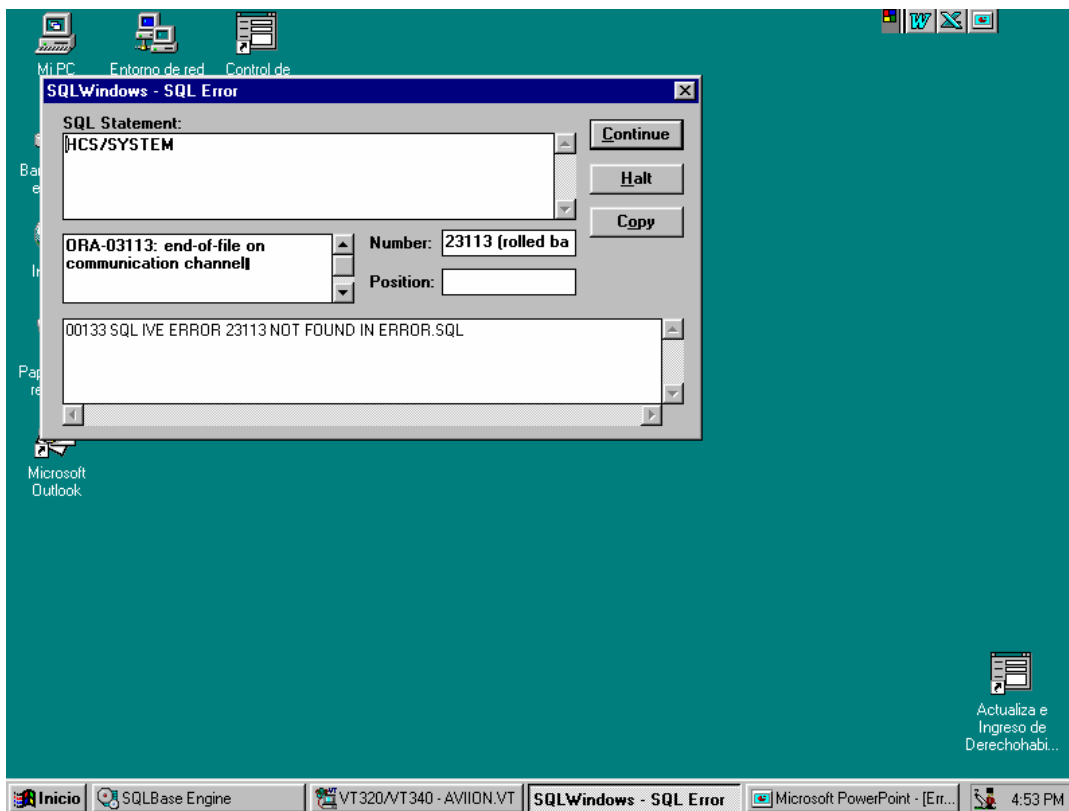 Mi PC
Entorno de red
Control de
SQLWindows - SQL Error
SQL Statement:
HCS/SYSTEM
Continue
Halt
Copy
ORA-03113: end-of-file on
communication channel
Number:
23113 (rolled ba
Position:
00133 SQL IVE ERROR 23113 NOT FOUND IN ERROR.SQL
Microsoft
Outlook
Actualiza e
Ingreso de
Derechohabi...
Inicio
SQLBase Engine
VT320/VT340 - AVIION.VT
SQLWindows - SQL Error
Microsoft PowerPoint - [Err...
4:53 PM